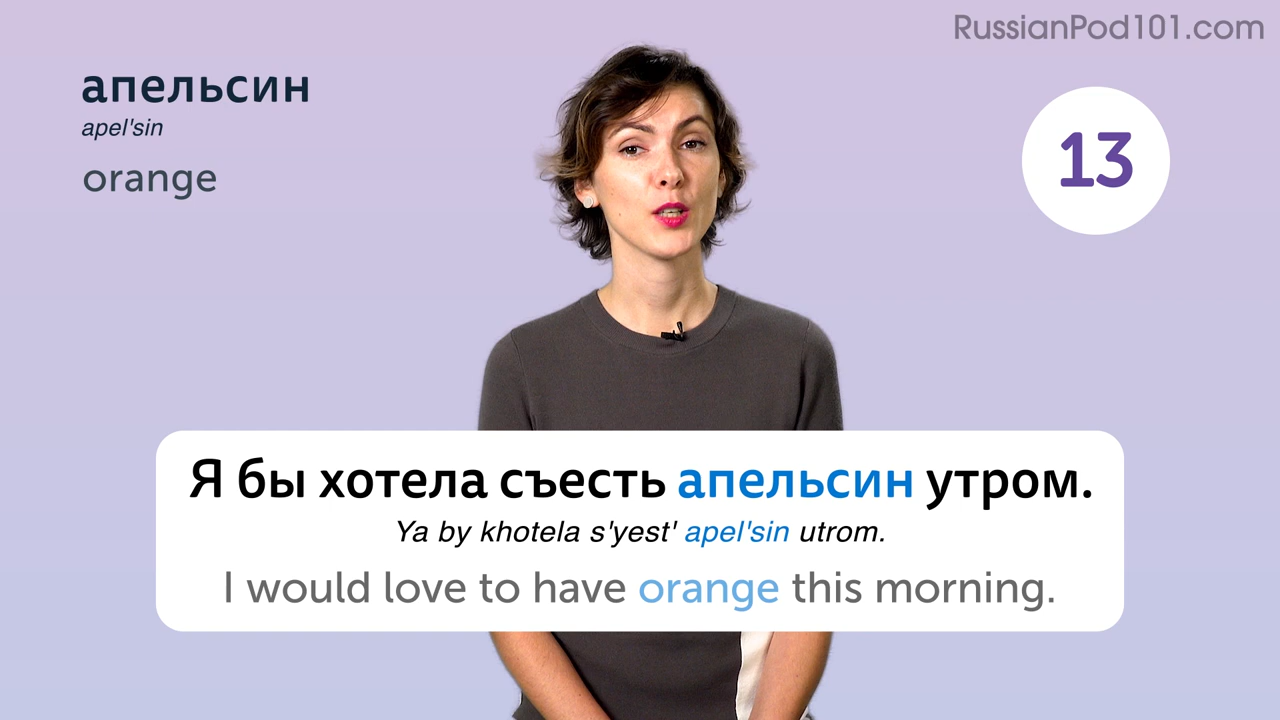 RussianPod101.com
апельсин
apel'sin
orange
13
Я бы хотела съесть апельсин утром.
Ya by khotela s'yest' apel'sin utrom.
I would love to have orange this morning.